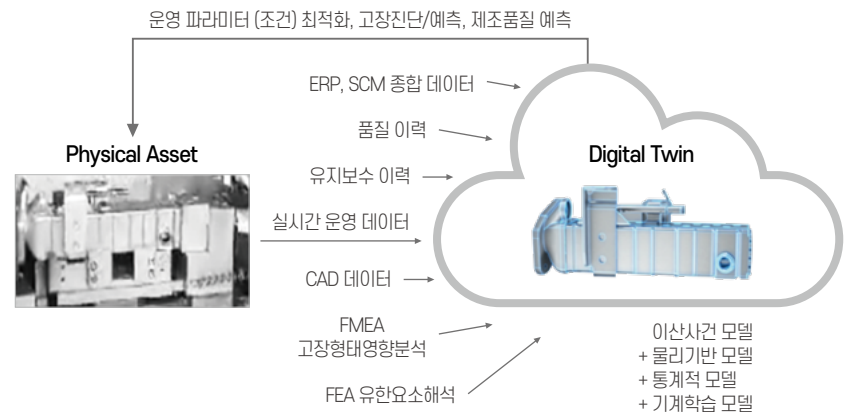 운영 파라미터 (조건) 최적화, 고장진단/예측, 제조품질 예측
ERP, SCM 종합 데이터
품질 이력
Physical Asset
Digital Twin
유지보수 이력
실시간 운영 데이터
CAD 데이터
FMEA
고장형태영향분석
FEA 유한요소해석
이산사건 모델
+ 물리기반 모델
+ 통계적 모델
+ 기계학습 모델